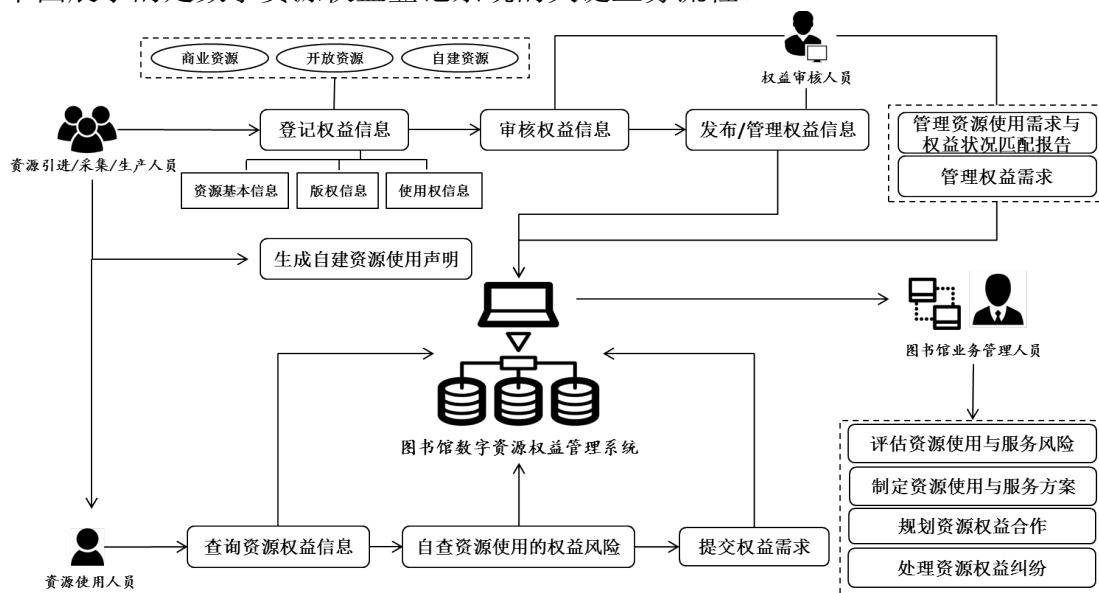 商业资源
开放资源
自建资源
权益审核人员
登记权益信息
审核权益信息
发布/管理权益信息
管理资源使用需求与
权益状况匹配报告
管理权益需求
资源引进/采集/生产人员
资源基本信息
版权信息
使用权信息
生成自建资源使用声明
图书馆业务管理人员
图书馆数字资源权益管理系统
评估资源使用与服务风险
制定资源使用与服务方案
规划资源权益合作
处理资源权益纠纷
查询资源权益信息
自查资源使用的权益风险
提交权益需求
资源使用人员